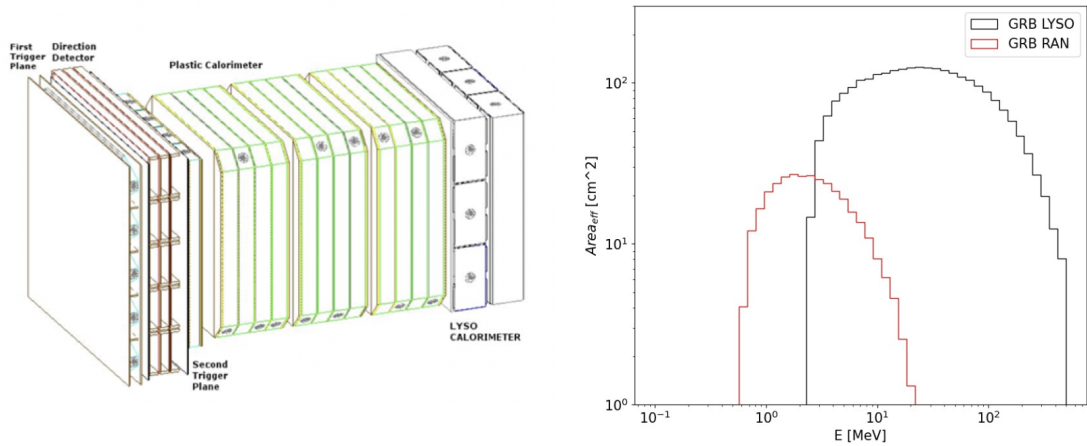 First
Trigger
Plane
Direction
Detector
Plastic Calorimeter
LYSO
CALORIMETER
Second
Trigger
Plane
GRB LYSO
GRB RAN
10^2
10^1
10^0
Area_eff [cm^2]
10^-1
10^0
10^1
10^2
E [MeV]